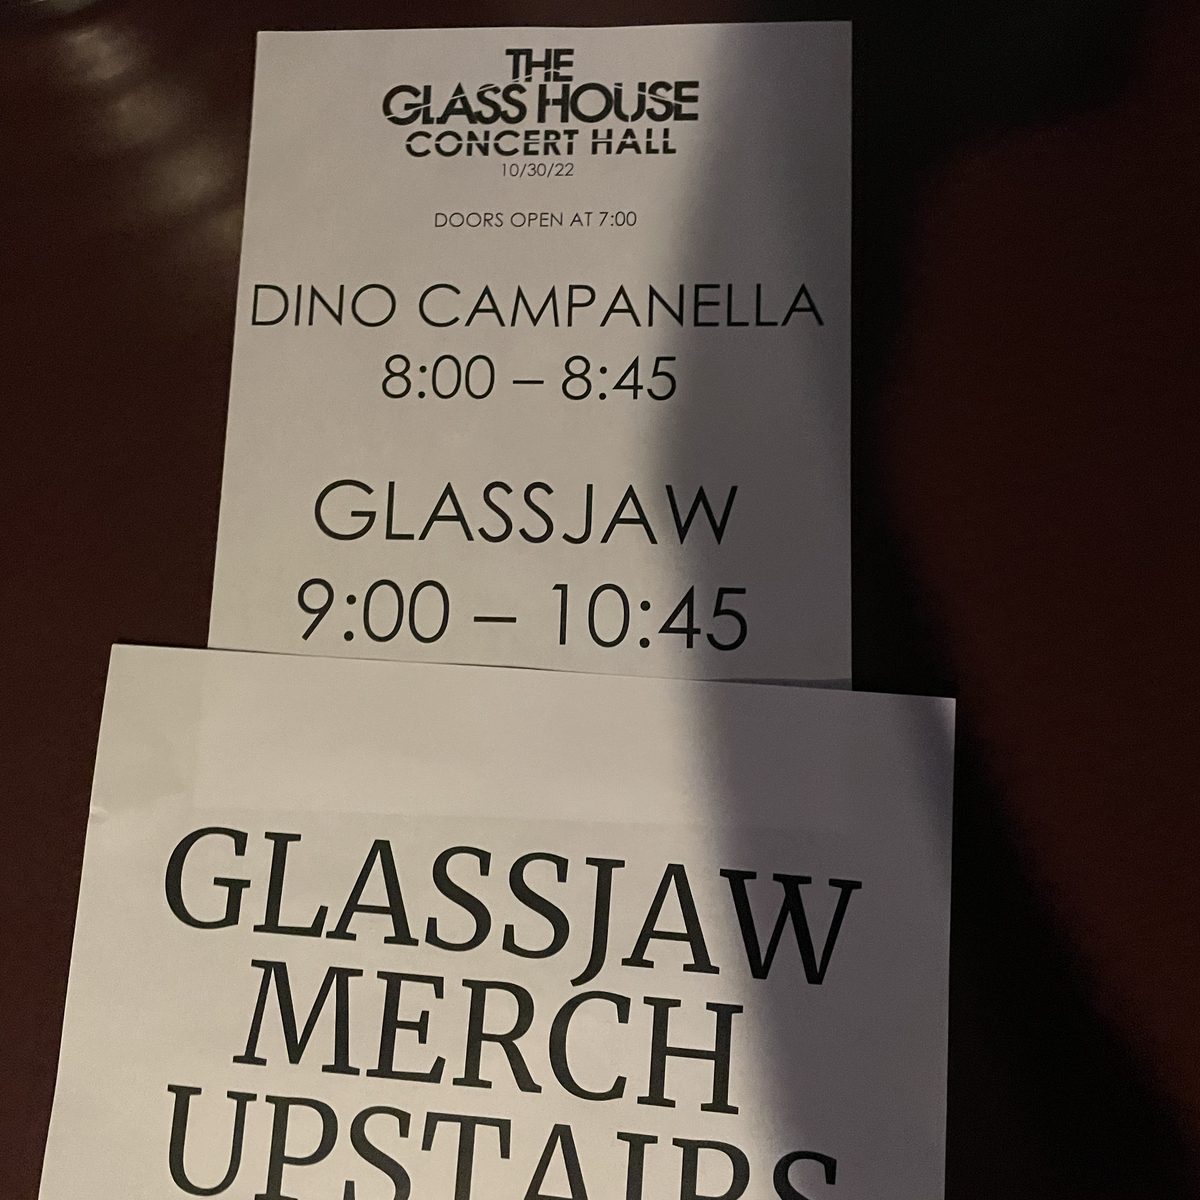 THE
GLASS HOUSE
CONCERT HALL
10/30/22
DOORS OPEN AT 7:00
DINO CAMPANELLA
8:00 – 8:45
GLASSJAW
9:00 – 10:45
GLASSJAW
MERCH
UPSTAIRS